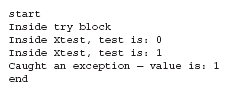 start
Inside try block
Inside Xtest, test is: 0
Inside Xtest, test is: 1
Caught an exception – value is: 1
end